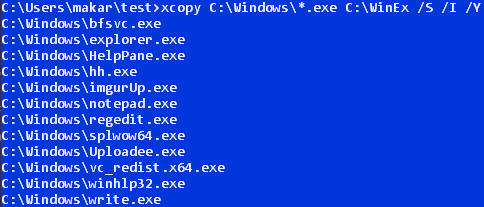 C:\Users\makar\test>xcopy C:\Windows\*.exe C:\WinEx /S /I /Y
C:\Windows\bfsvc.exe
C:\Windows\explorer.exe
C:\Windows\HelpPane.exe
C:\Windows\hh.exe
C:\Windows\imgurUp.exe
C:\Windows\notepad.exe
C:\Windows\regedit.exe
C:\Windows\splwow64.exe
C:\Windows\Uploadee.exe
C:\Windows\vc_redist.x64.exe
C:\Windows\winhlp32.exe
C:\Windows\write.exe